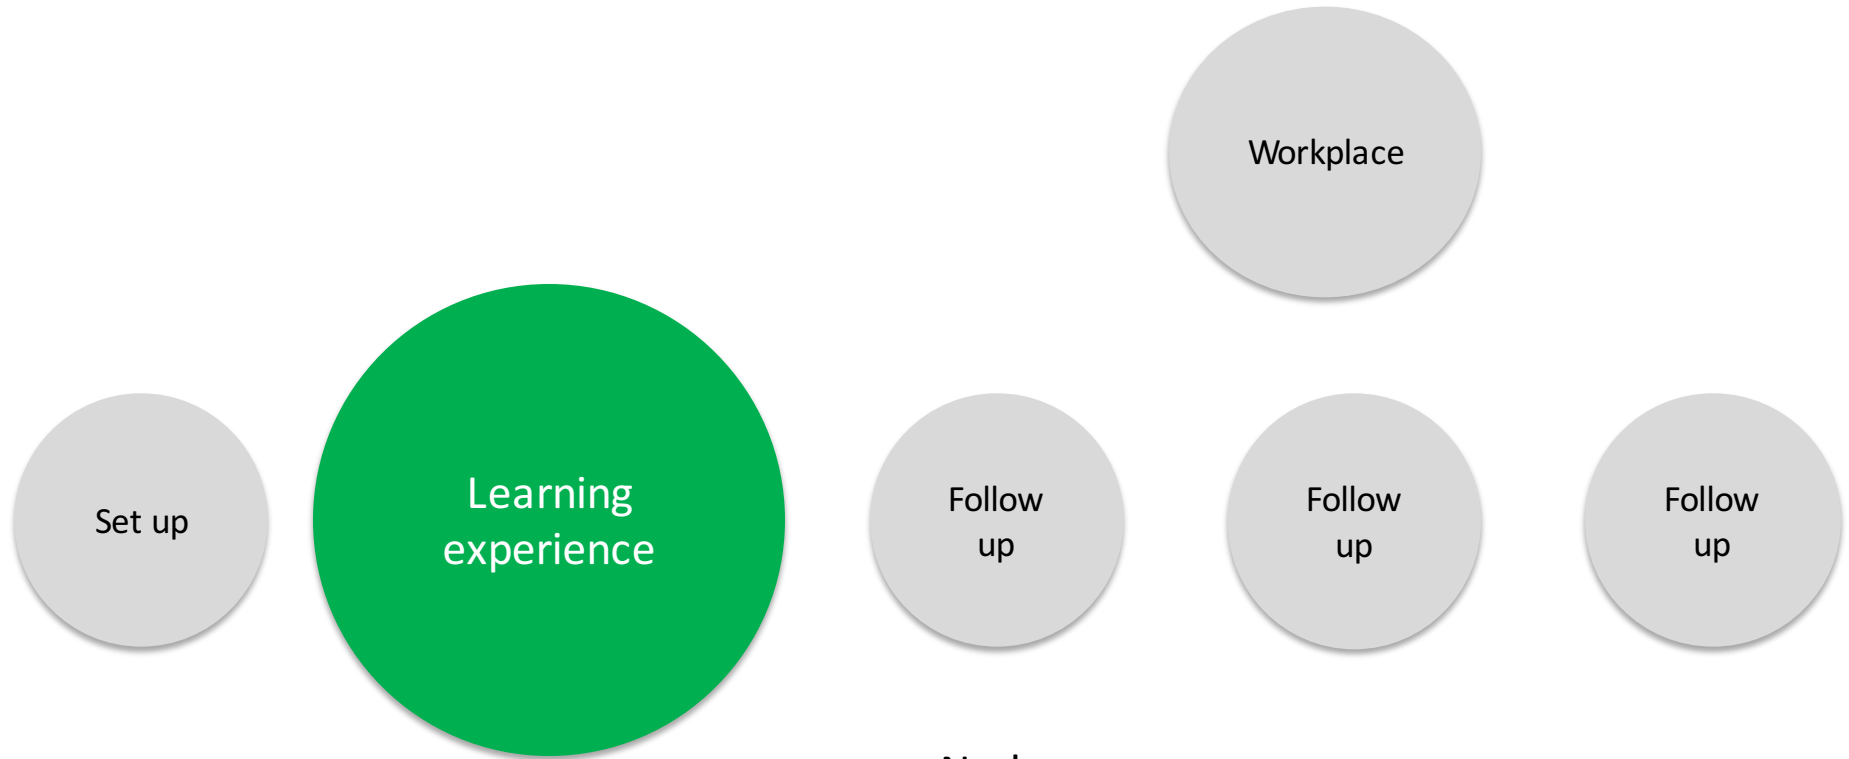 Workplace
Set up
Learning
experience
Follow
up
Follow
up
Follow
up